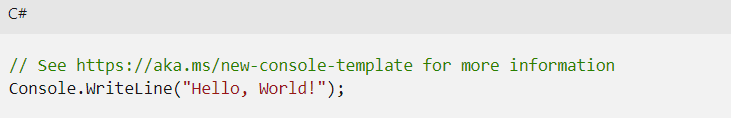 C#
// See https://aka.ms/new-console-template for more information
Console.WriteLine("Hello, World!");